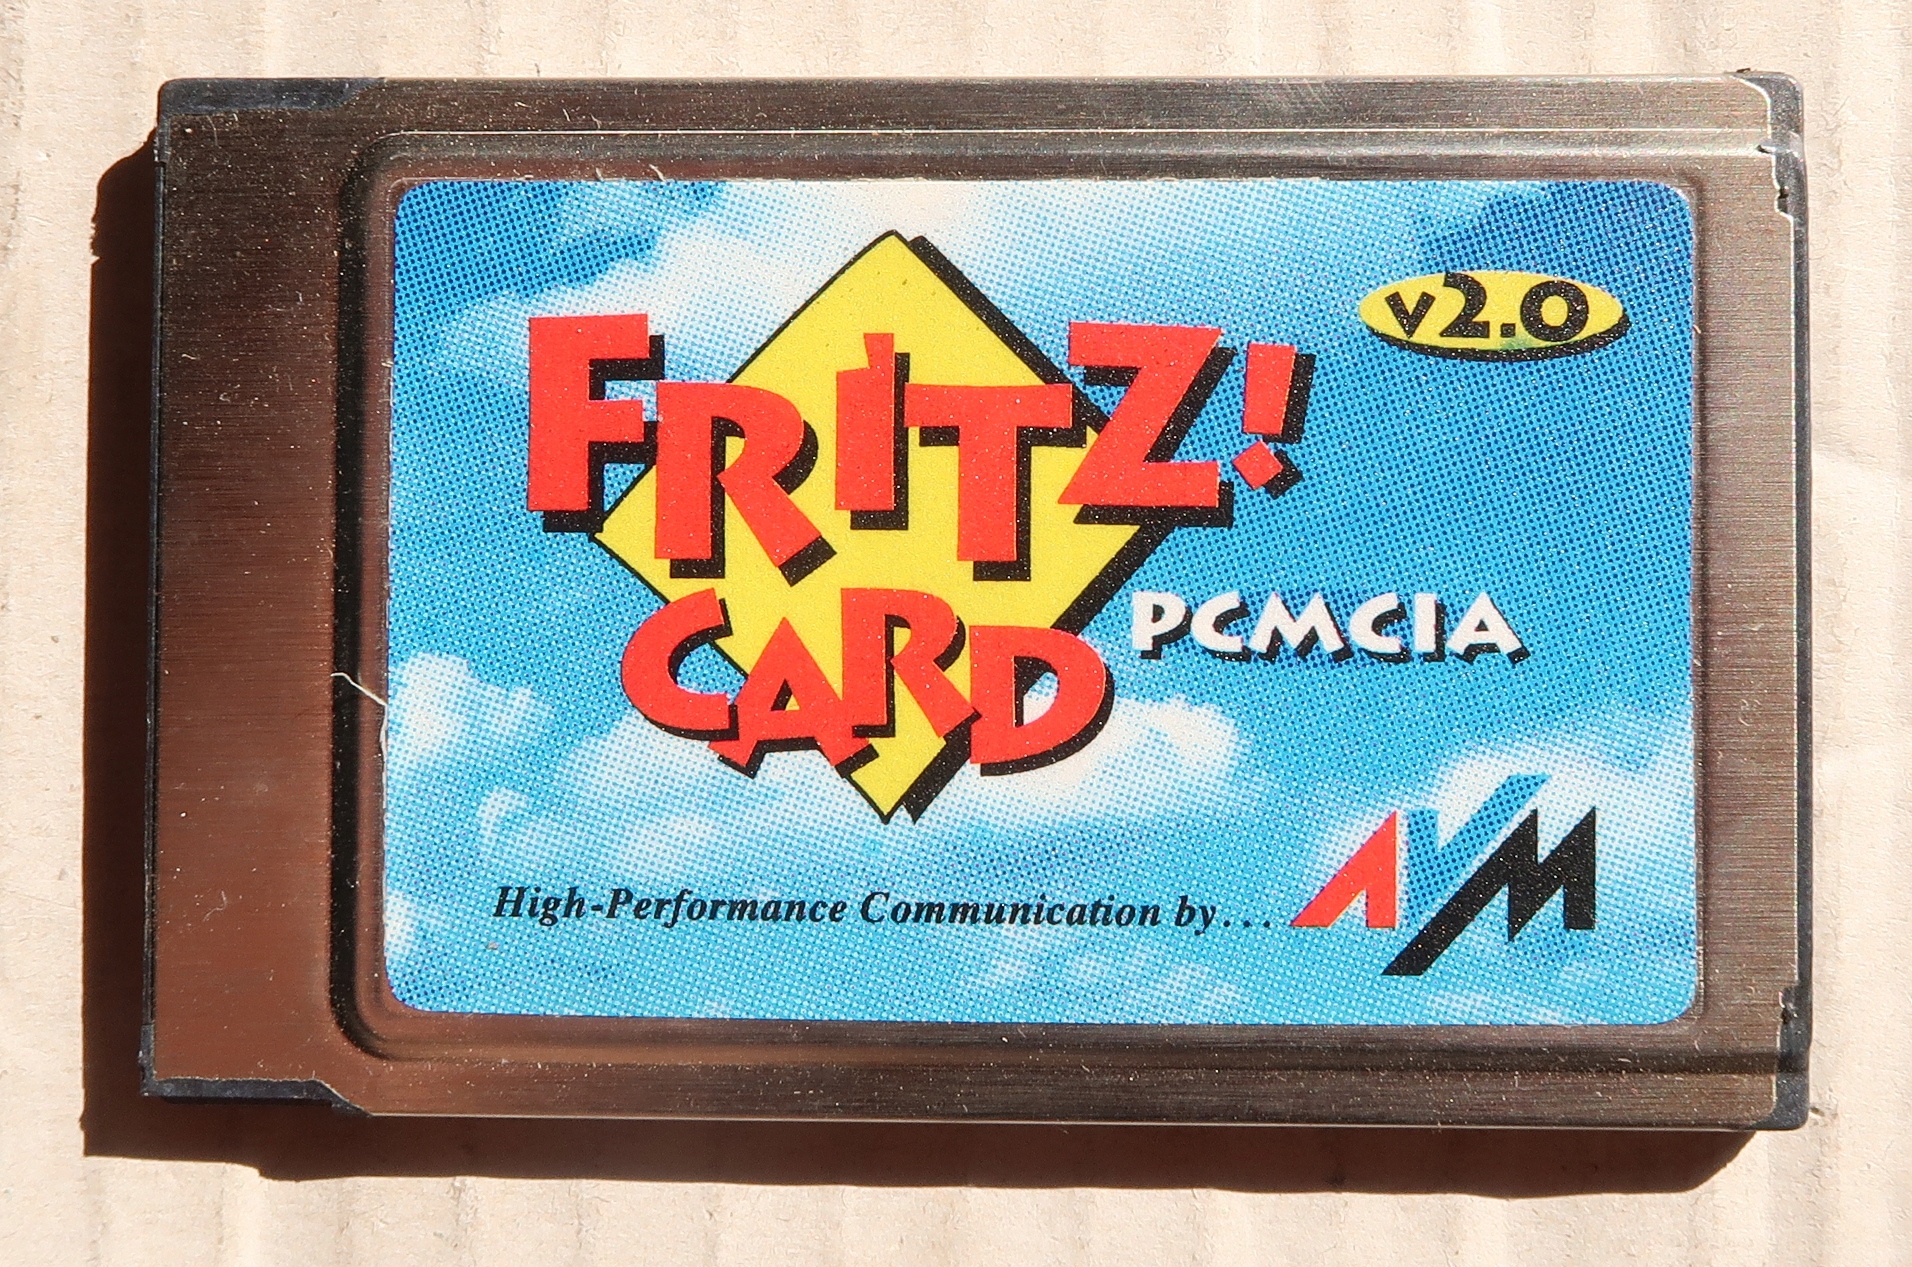 v2.0
FRITZ!
CARD
PCMCIA
High-Performance Communication by... AVM